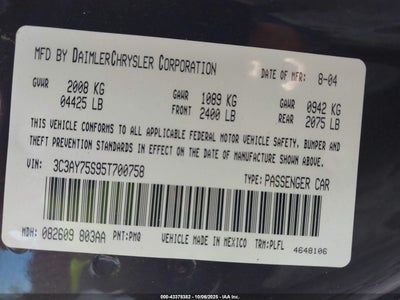 MFD BY DAIMLERCHRYSLER CORPORATION DATE OF MFR: 8-04
GVWR 2008 KG GAWR 1089 KG GAWR 0942 KG
04425 LB FRONT 2400 LB REAR 2075 LB
THIS VEHICLE CONFORMS TO ALL APPLICABLE FEDERAL MOTOR VEHICLE SAFETY, BUMPER AND
THEFT PREVENTION STANDARDS IN EFFECT ON THE DATE OF MANUFACTURE SHOWN ABOVE.
VIN: 3C3AY75S95T700758 TYPE: PASSENGER CAR
MDH: 082609 803AA PNT: PMQ VEHICLE MADE IN MEXICO TRM: PLFL
4648106
000-43378382 - (10/08/2025 - IAA Inc.